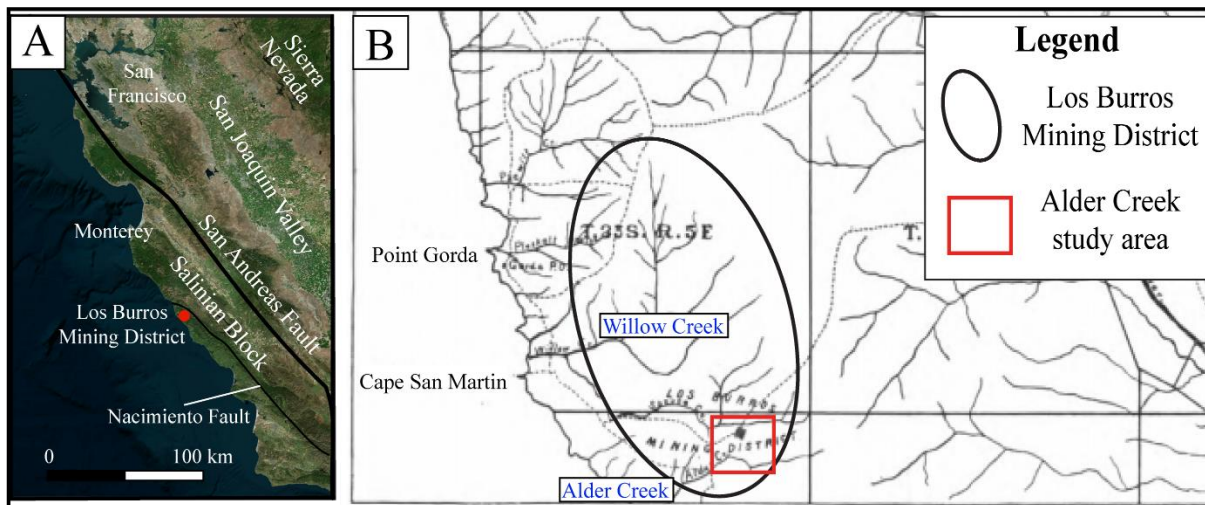 A
San
Francisco
Sierra
Nevada
San Joaquin Valley
Monterey
San Andreas Fault
Salinian Block
Los Burros
Mining District
Nacimiento Fault
0
100 km
B
T.23S. R.5E
Point Gorda
Gorda P.O.
Willow Creek
Willow
Cape San Martin
LOS BURROS
MINING DISTRICT
Alder Creek
T.
Legend
Los Burros
Mining District
Alder Creek
study area